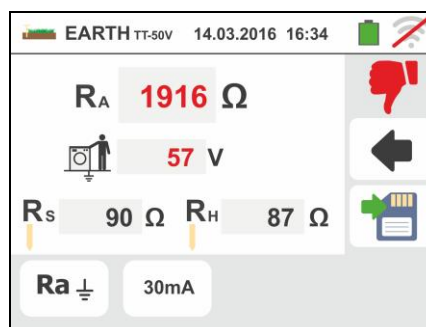 EARTH TT-50V 14.03.2016 16:34
RA 1916 Ω
57 V
RS 90 Ω RH 87 Ω
Ra 30mA